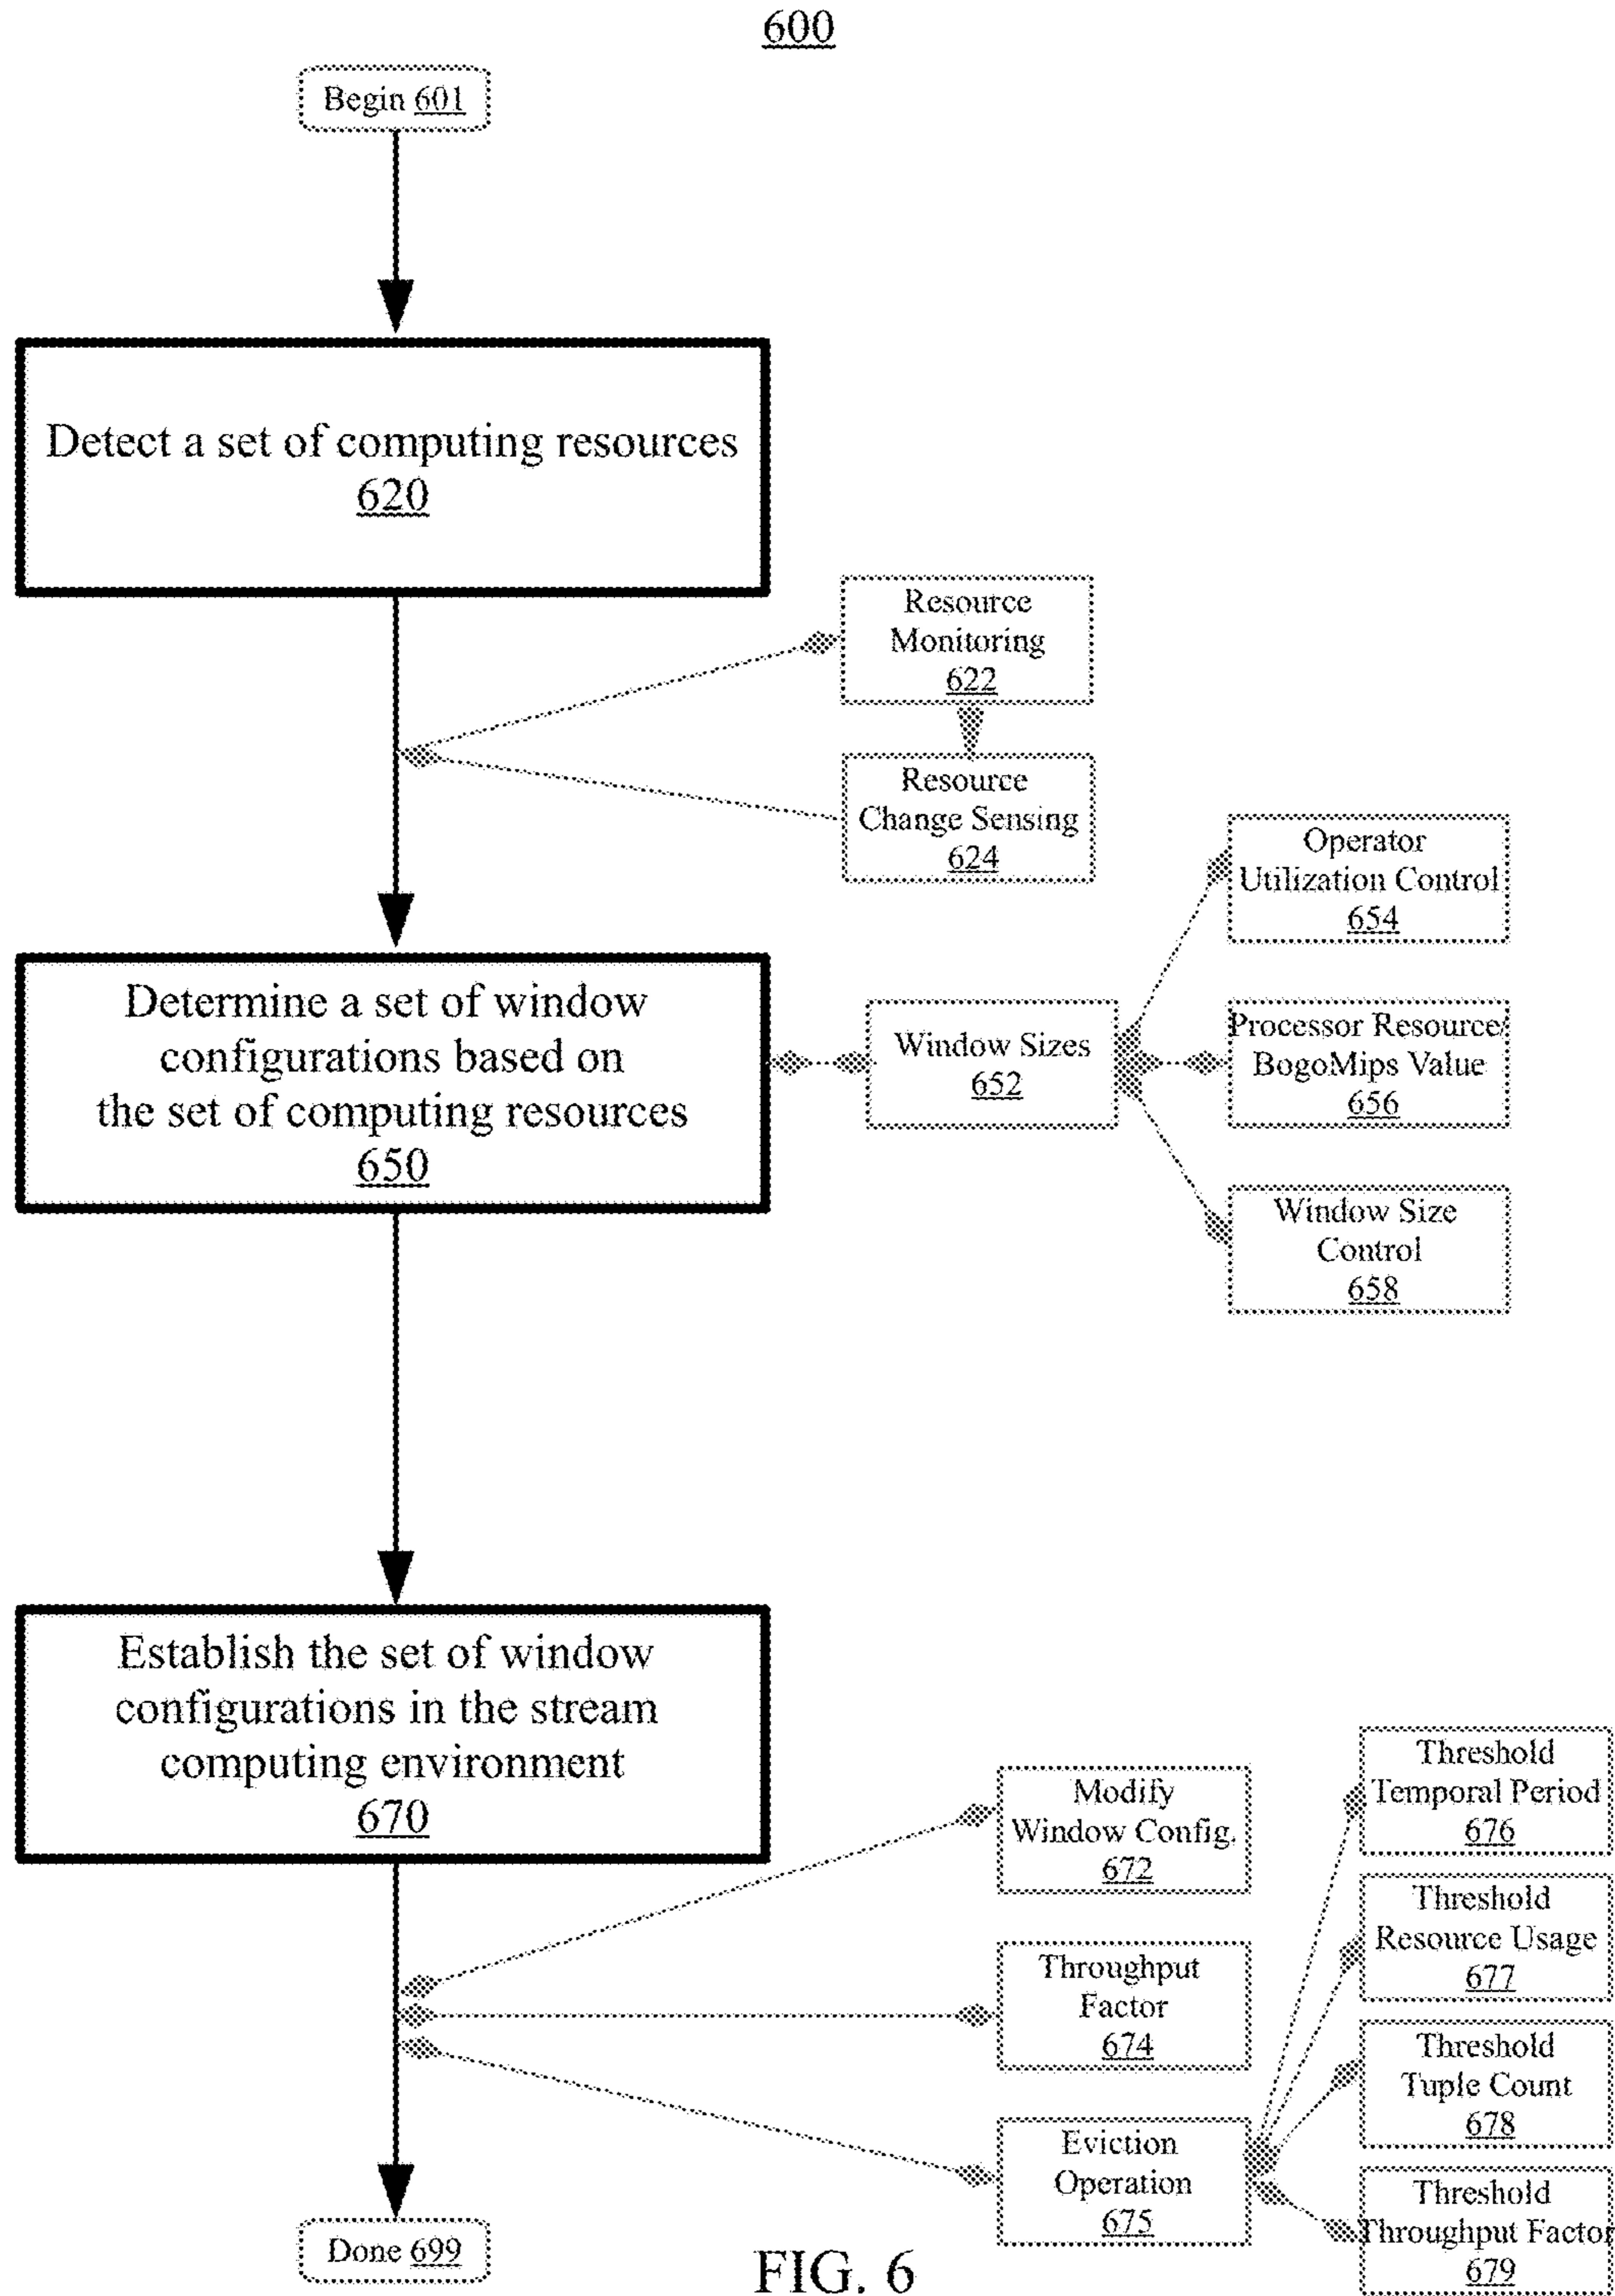 600
Begin 601
Detect a set of computing resources
620
Resource
Monitoring
622
Resource
Change Sensing
624
Operator
Utilization Control
654
Determine a set of window
configurations based on
the set of computing resources
650
Window Sizes
652
Processor Resource/
BogoMips Value
656
Window Size
Control
658
Establish the set of window
configurations in the stream
computing environment
670
Modify
Window Config.
672
Throughput
Factor
674
Eviction
Operation
675
Threshold
Temporal Period
676
Threshold
Resource Usage
677
Threshold
Tuple Count
678
Threshold
Throughput Factor
679
Done 699
FIG. 6